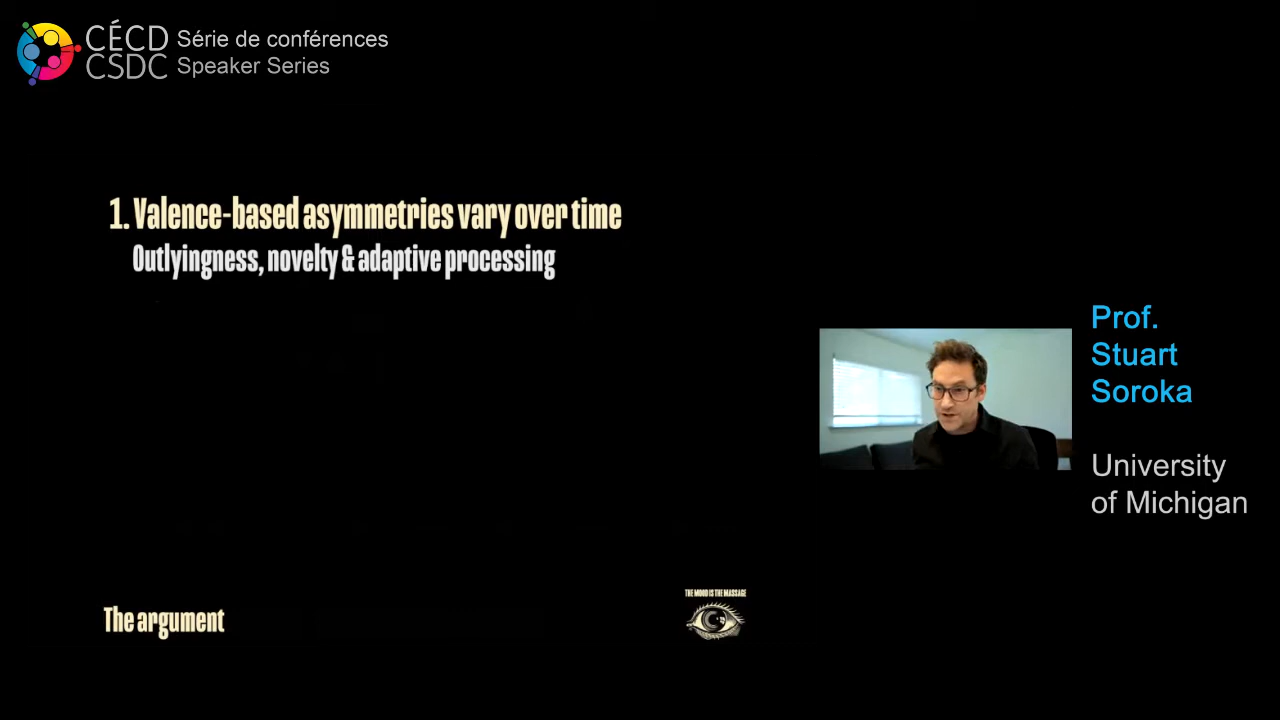 CÉCD Série de conférences
CSDC Speaker Series
1. Valence-based asymmetries vary over time
Outlyingness, novelty & adaptive processing
Prof.
Stuart
Soroka
University
of Michigan
THE MOOD IS THE MASSAGE
The argument